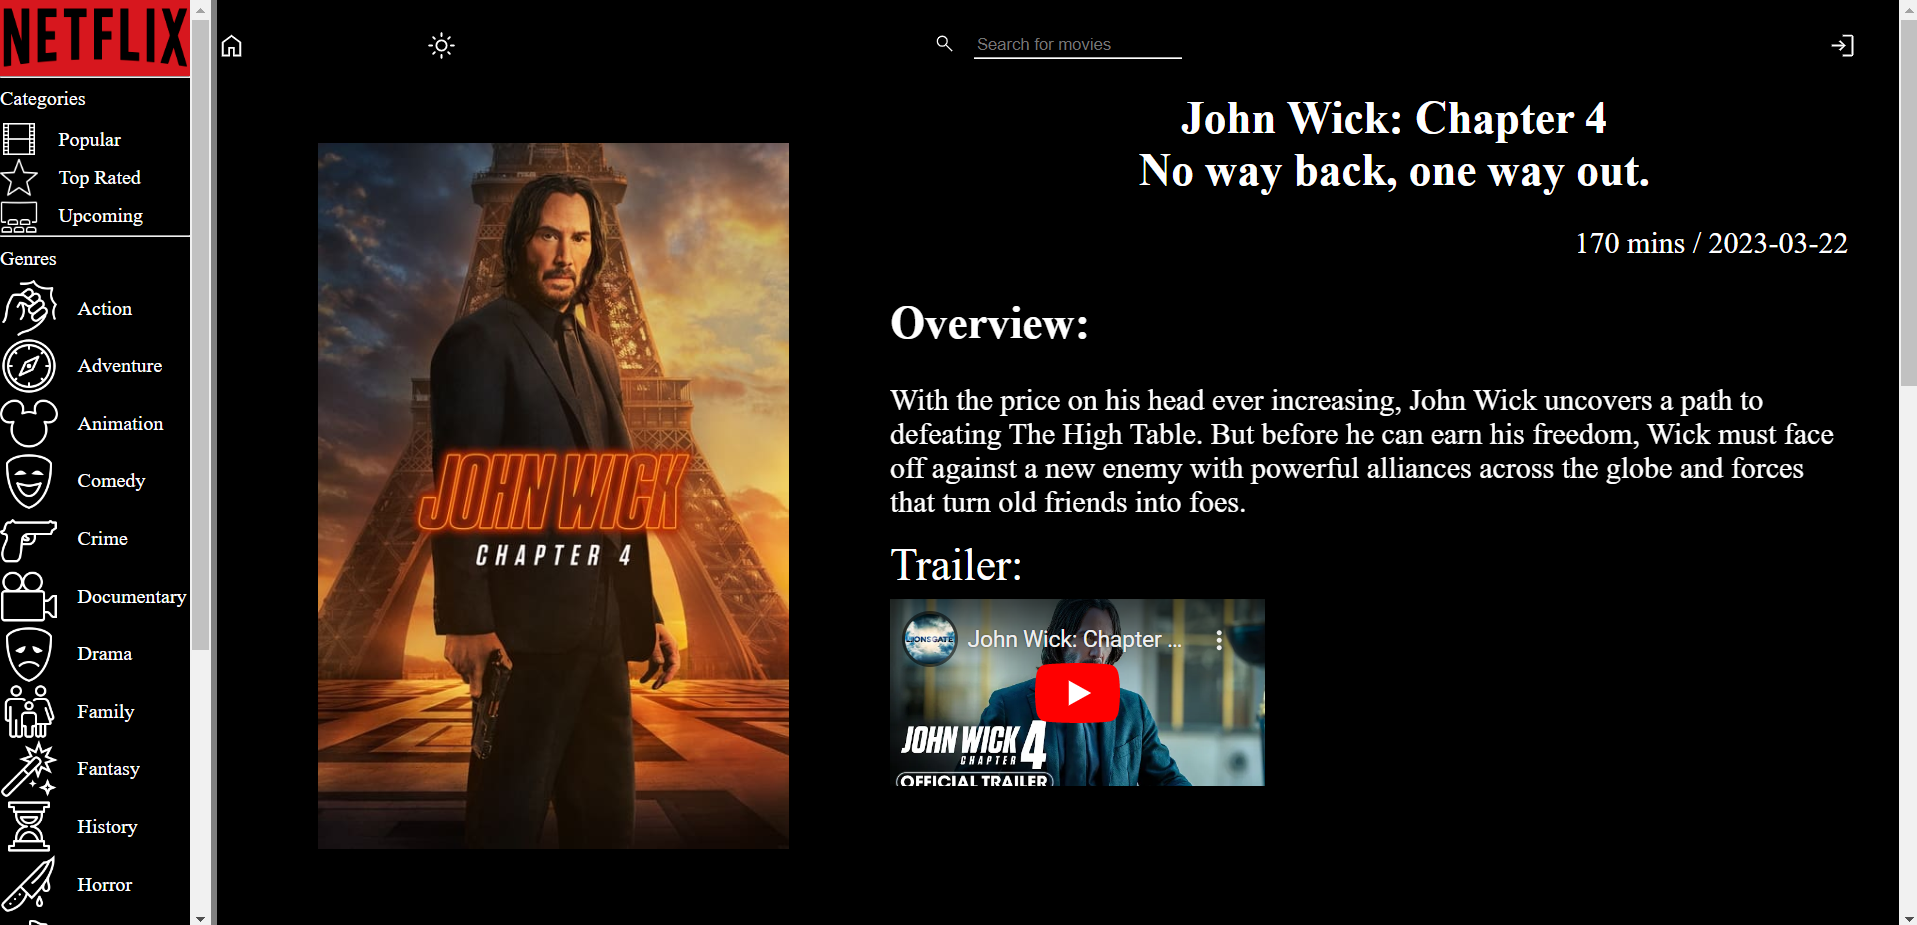 NETFLIX
Search for movies
Categories
Popular
Top Rated
Upcoming
Genres
Action
Adventure
Animation
Comedy
Crime
Documentary
Drama
Family
Fantasy
History
Horror
JOHN WICK
CHAPTER 4
John Wick: Chapter 4
No way back, one way out.
170 mins / 2023-03-22
Overview:
With the price on his head ever increasing, John Wick uncovers a path to
defeating The High Table. But before he can earn his freedom, Wick must face
off against a new enemy with powerful alliances across the globe and forces
that turn old friends into foes.
Trailer:
LIONSGATE
John Wick: Chapter ...
JOHN WICK 4
CHAPTER
OFFICIAL TRAILER